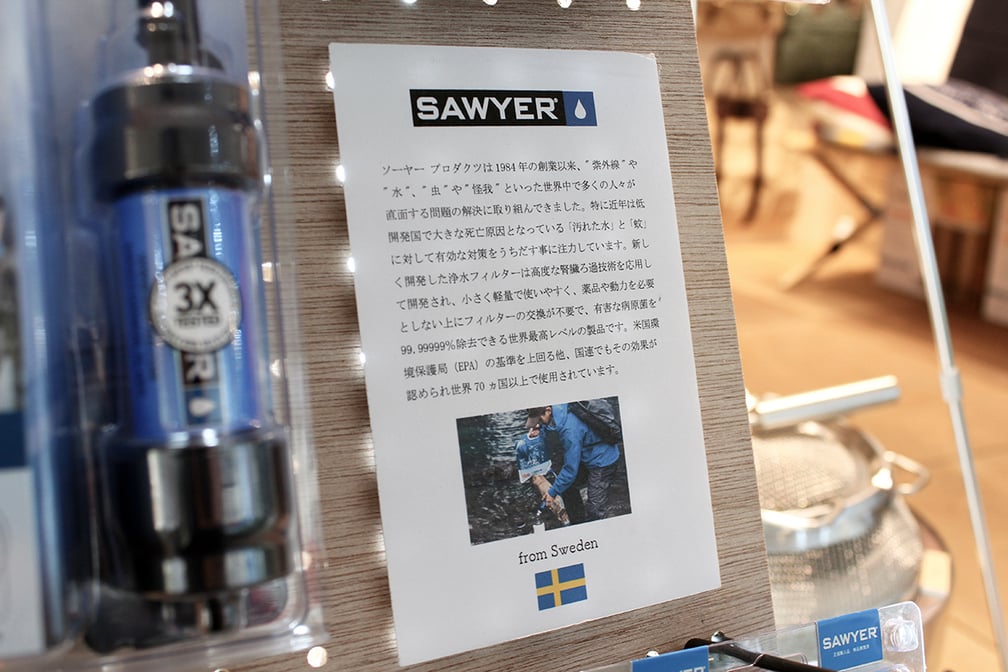 SAWYER
ソーヤー プロダクツは1984年の創業以来、"紫外線"や
"水"、"虫"や"怪我"といった世界中で多くの人々が
直面する問題の解決に取り組んできました。特に近年は低
開発国で大きな死亡原因となっている「汚れた水」と「蚊」
に対して有効な対策をうちだす事に注力しています。新し
く開発した浄水フィルターは高度な腎臓ろ過技術を応用し
て開発され、小さく軽量で使いやすく、薬品や動力を必要
としない上にフィルターの交換が不要で、有害な病原菌を
99.99999%除去できる世界最高レベルの製品です。米国環
境保護局（EPA）の基準を上回る他、国連でもその効果が
認められ世界70ヵ国以上で使用されています。
from Sweden
3X
TESTED
SAWYER
SAWYER
SAWYER